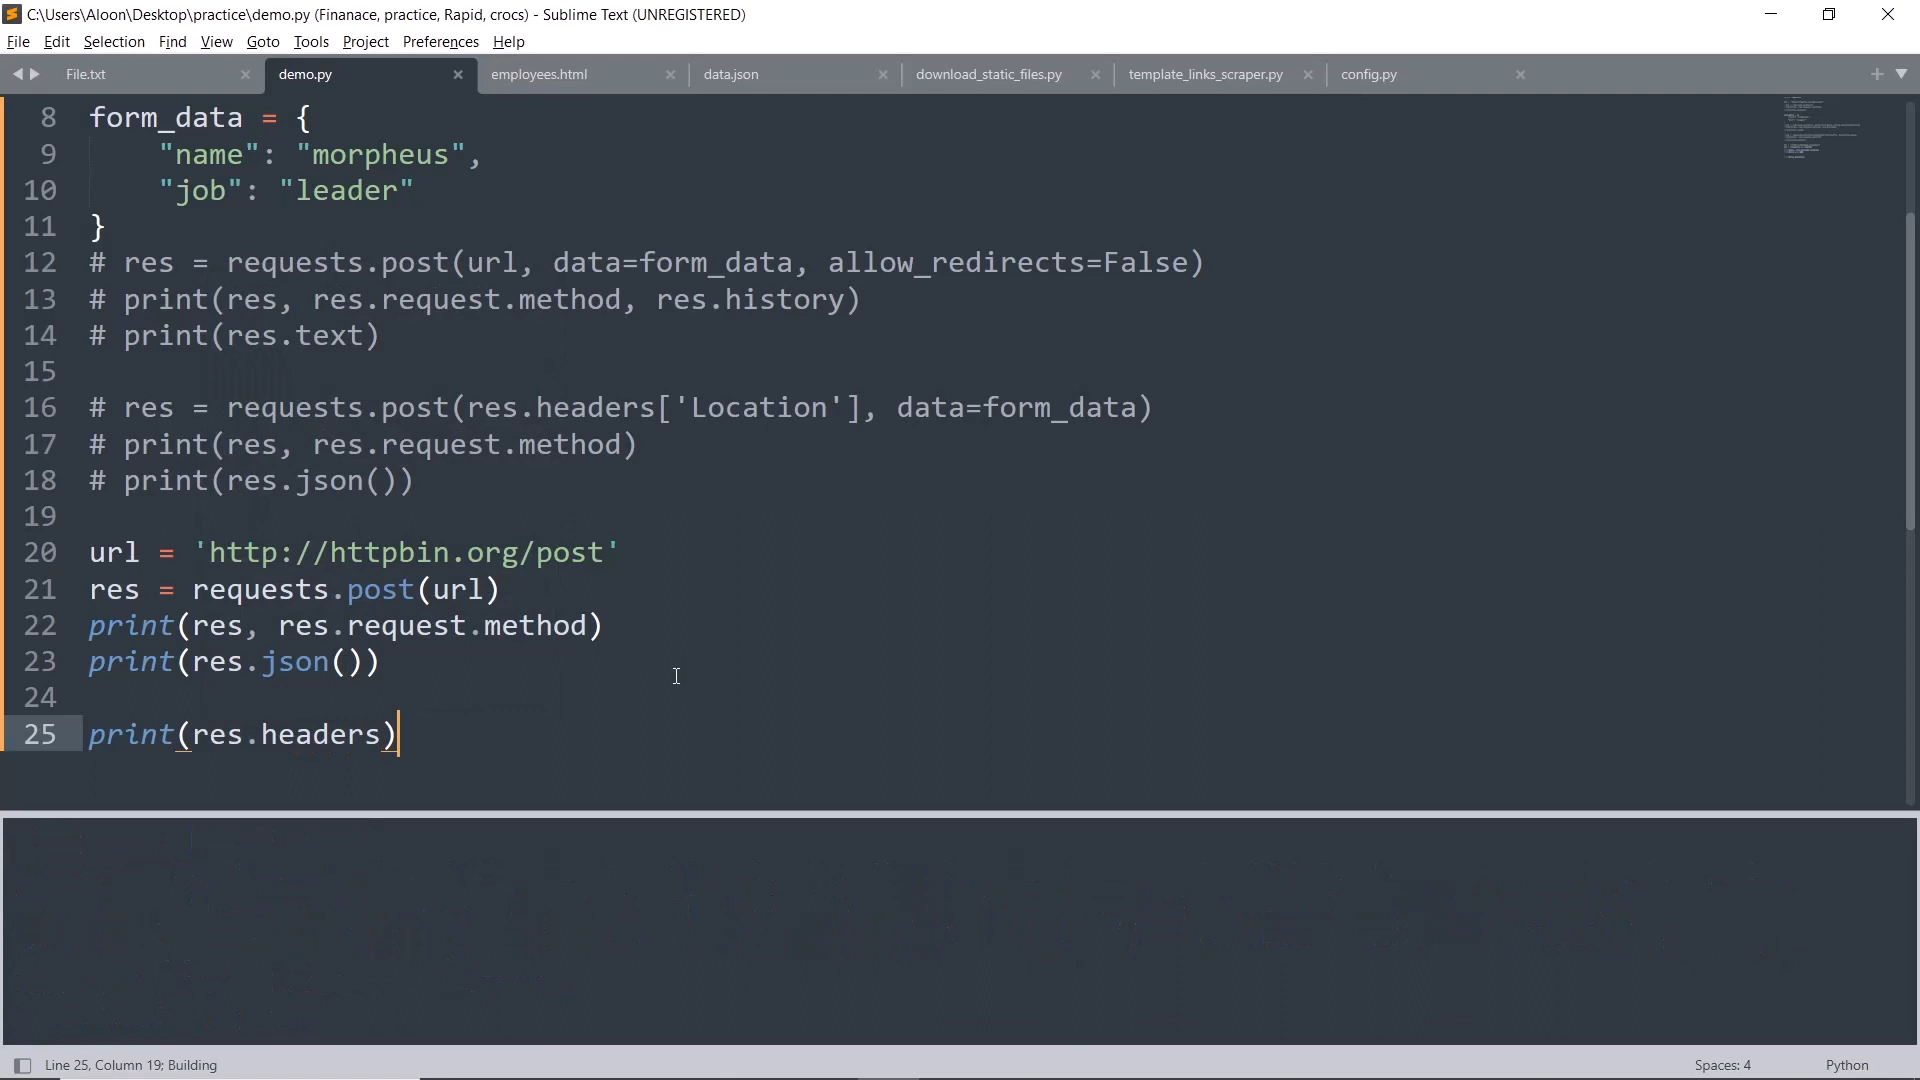 C:\Users\Aloon\Desktop\practice\demo.py (Finanace, practice, Rapid, crocs) - Sublime Text (UNREGISTERED)
File Edit Selection Find View Goto Tools Project Preferences Help
File.txt demo.py employees.html data.json download_static_files.py template_links_scraper.py config.py
8 form_data = {
9 "name": "morpheus",
10 "job": "leader"
11 }
12 # res = requests.post(url, data=form_data, allow_redirects=False)
13 # print(res, res.request.method, res.history)
14 # print(res.text)
15
16 # res = requests.post(res.headers['Location'], data=form_data)
17 # print(res, res.request.method)
18 # print(res.json())
19
20 url = 'http://httpbin.org/post'
21 res = requests.post(url)
22 print(res, res.request.method)
23 print(res.json())
24
25 print(res.headers)
Line 25, Column 19; Building Spaces: 4 Python